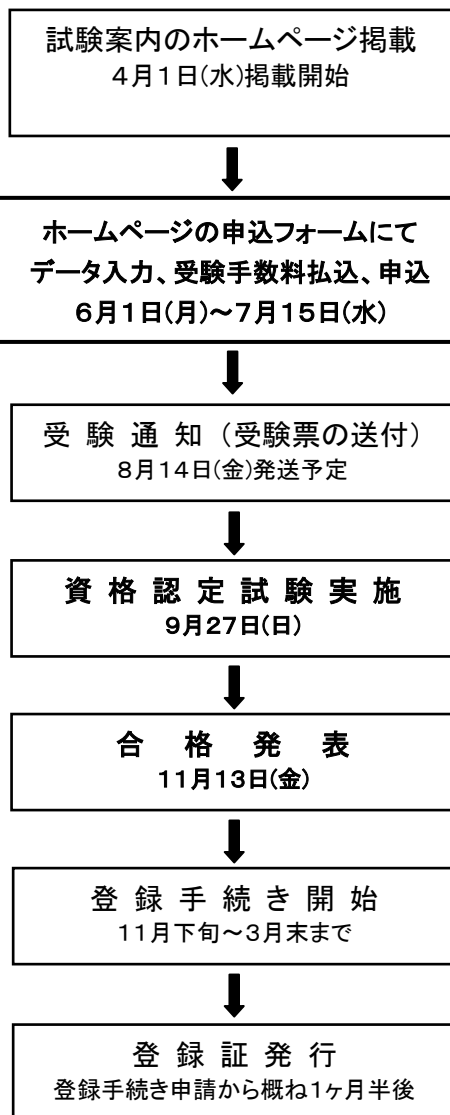 試験案内のホームページ掲載
4月1日(水)掲載開始
ホームページの申込フォームにて
データ入力、受験手数料払込、申込
6月1日(月)～7月15日(水)
受験通知（受験票の送付）
8月14日(金)発送予定
資格認定試験実施
9月27日(日)
合格発表
11月13日(金)
登録手続き開始
11月下旬～3月末まで
登録証発行
登録手続き申請から概ね1ヶ月半後